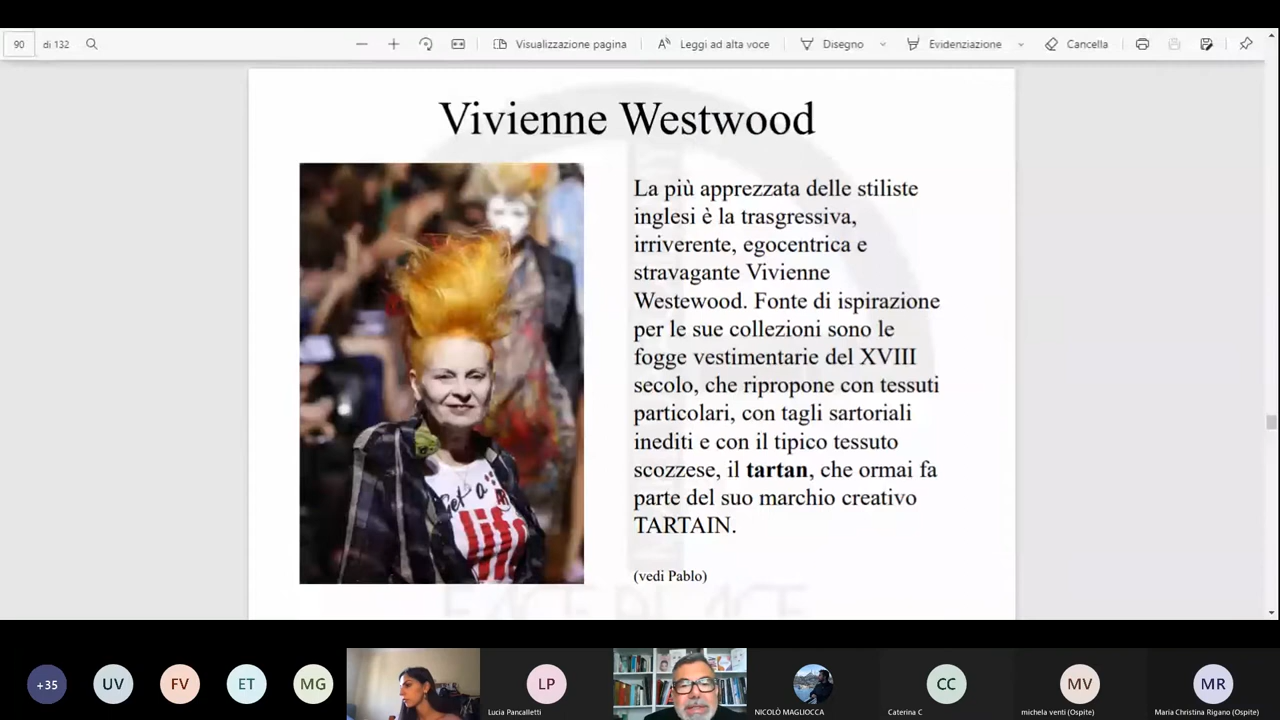 90 di 132 Visualizzazione pagina Leggi ad alta voce Disegno Evidenziazione Cancella
Vivienne Westwood
La più apprezzata delle stiliste
inglesi è la trasgressiva,
irriverente, egocentrica e
stravagante Vivienne
Westewood. Fonte di ispirazione
per le sue collezioni sono le
fogge vestimentarie del XVIII
secolo, che ripropone con tessuti
particolari, con tagli sartoriali
inediti e con il tipico tessuto
scozzese, il tartan, che ormai fa
parte del suo marchio creativo
TARTAIN.
(vedi Pablo)
Get a
life
FACE PLACE
+35 UV FV ET MG LP CC MV MR
Lucia Pancalletti NICOLÒ MAGLIOCCA Caterina C michela venti (Ospite) Maria Christina Rigano (Ospite)